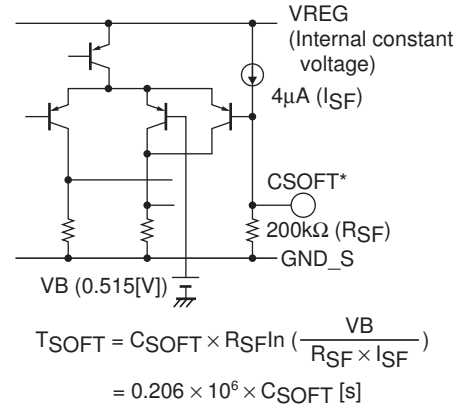 VREG
(Internal constant
voltage)
4μA (ISF)
CSOFT*
200kΩ (RSF)
GND_S
VB (0.515[V])
TSOFT = CSOFT × RSFln ( VB / RSF × ISF )
= 0.206 × 10⁶ × CSOFT [s]